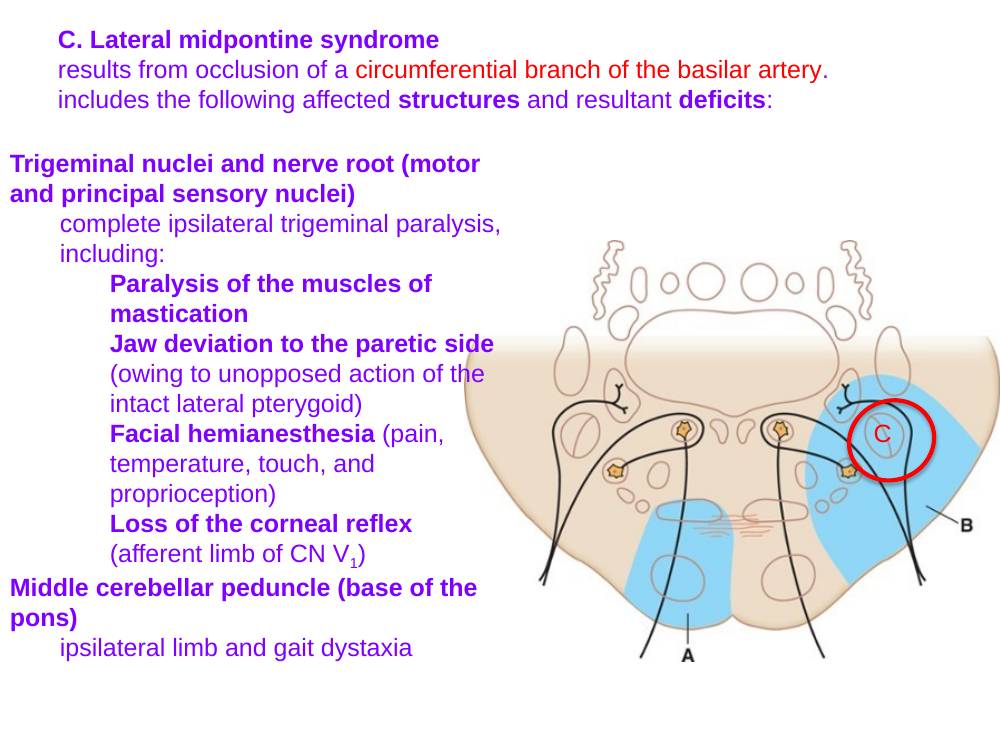 C. Lateral midpontine syndrome
results from occlusion of a circumferential branch of the basilar artery.
includes the following affected structures and resultant deficits:
Trigeminal nuclei and nerve root (motor
and principal sensory nuclei)
complete ipsilateral trigeminal paralysis,
including:
Paralysis of the muscles of
mastication
Jaw deviation to the paretic side
(owing to unopposed action of the
intact lateral pterygoid)
Facial hemianesthesia (pain,
temperature, touch, and
proprioception)
Loss of the corneal reflex
(afferent limb of CN V1)
Middle cerebellar peduncle (base of the
pons)
ipsilateral limb and gait dystaxia
C
B
A